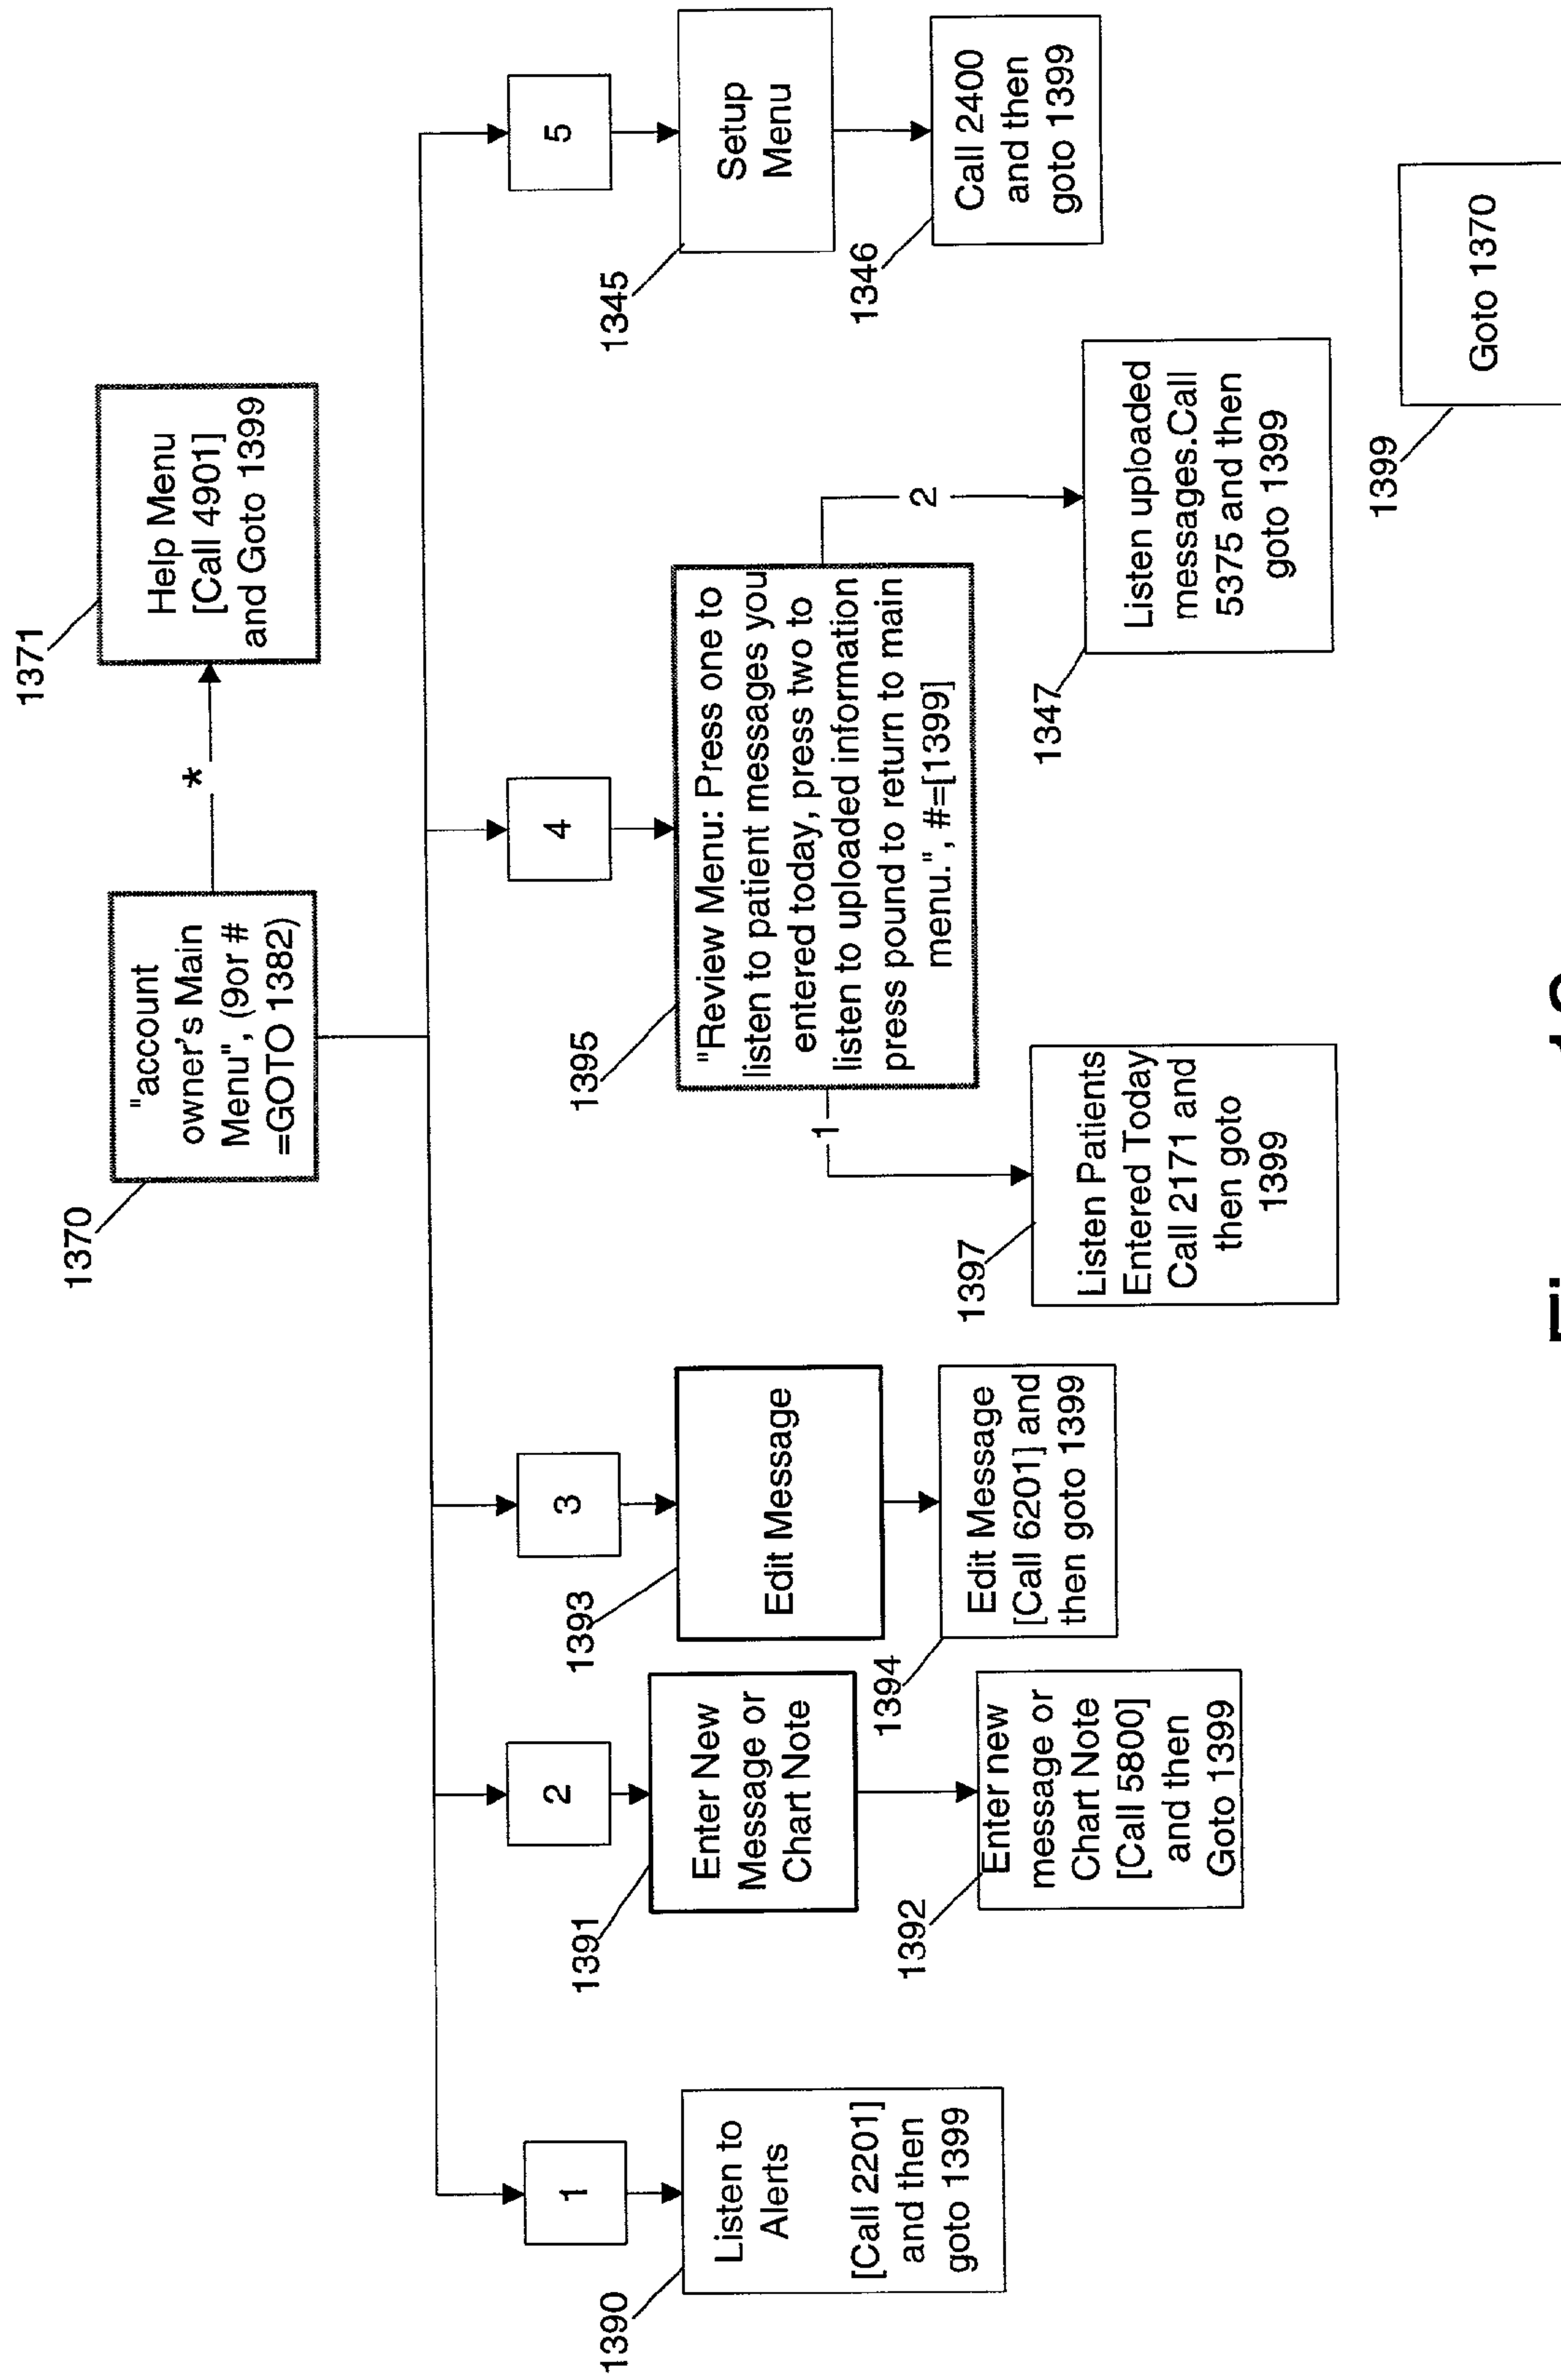 1370
"account
owner's Main
Menu", (9or #
=GOTO 1382)
*
1371
Help Menu
[Call 4901]
and Goto 1399
1
1390
Listen to
Alerts
[Call 2201]
and then
goto 1399
2
1391
Enter New
Message or
Chart Note
1392
Enter new
message or
Chart Note
[Call 5800]
and then
Goto 1399
3
1393
Edit Message
1394
Edit Message
[Call 6201] and
then goto 1399
4
1395
"Review Menu: Press one to
listen to patient messages you
entered today, press two to
listen to uploaded information
press pound to return to main
menu.", #=[1399]
1
1397
Listen Patients
Entered Today
Call 2171 and
then goto
1399
2
1347
Listen uploaded
messages.Call
5375 and then
goto 1399
5
1345
Setup
Menu
1346
Call 2400
and then
goto 1399
1399
Goto 1370